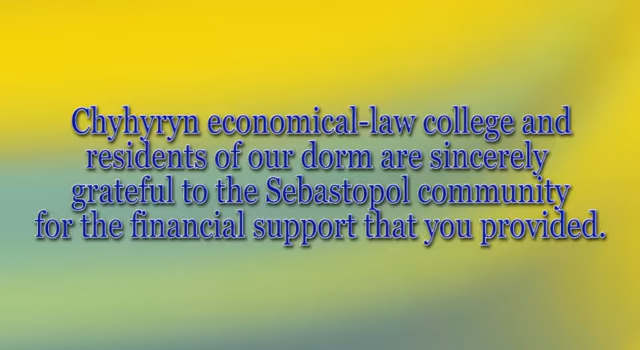 Chyhyryn economical-law college and
residents of our dorm are sincerely
grateful to the Sebastopol community
for the financial support that you provided.